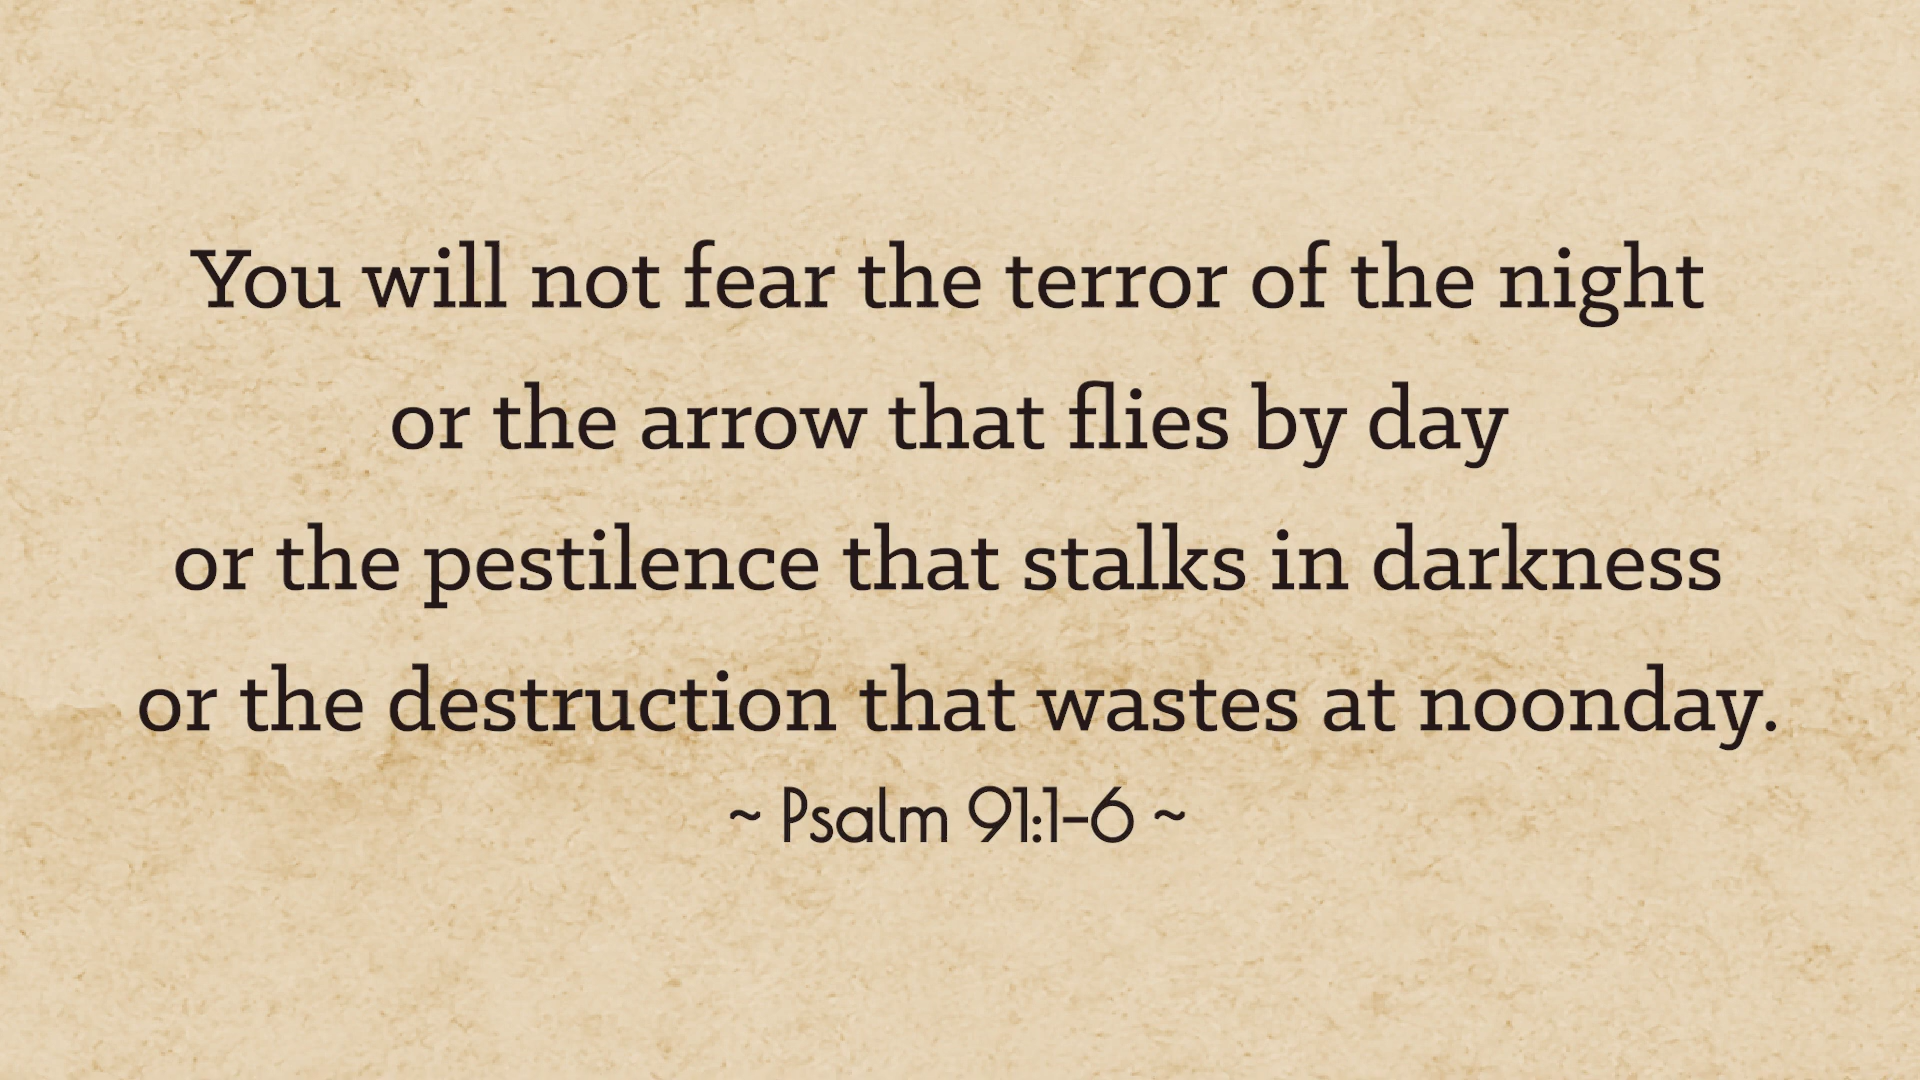 You will not fear the terror of the night
or the arrow that flies by day
or the pestilence that stalks in darkness
or the destruction that wastes at noonday.
~ Psalm 91:1-6 ~